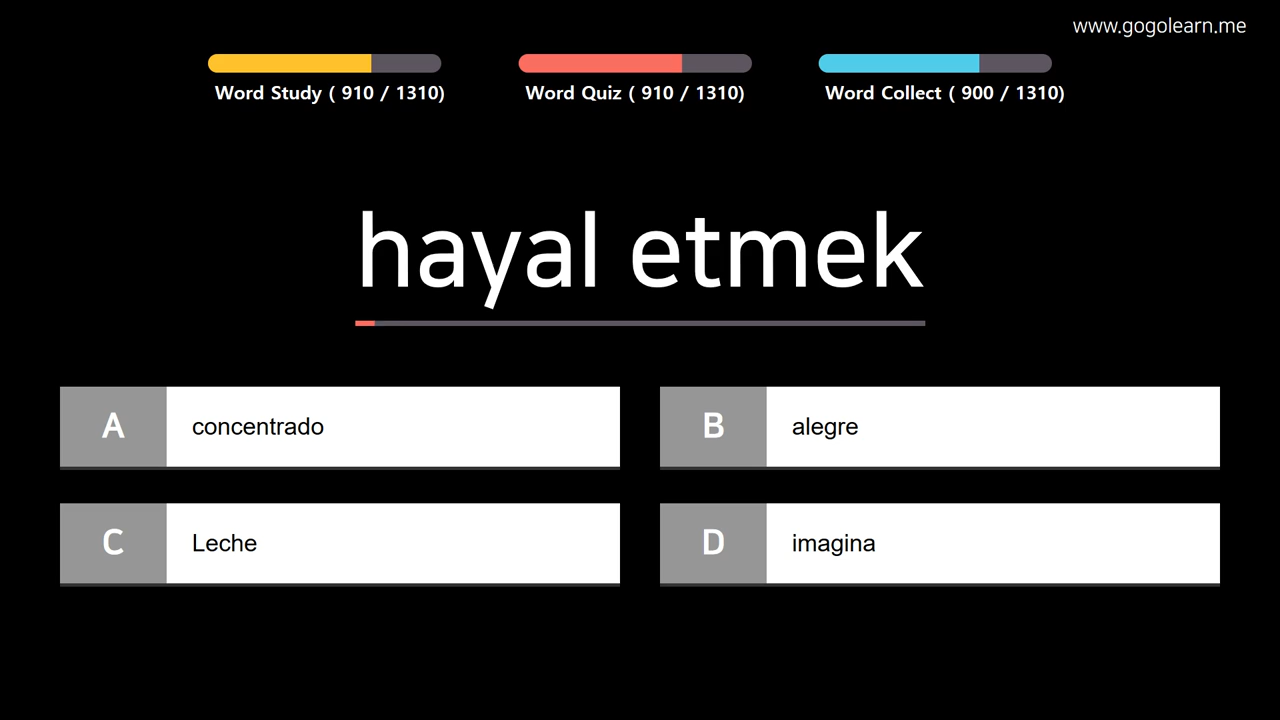 www.gogolearn.me
Word Study ( 910 / 1310)
Word Quiz ( 910 / 1310)
Word Collect ( 900 / 1310)
hayal etmek
A concentrado
B alegre
C Leche
D imagina